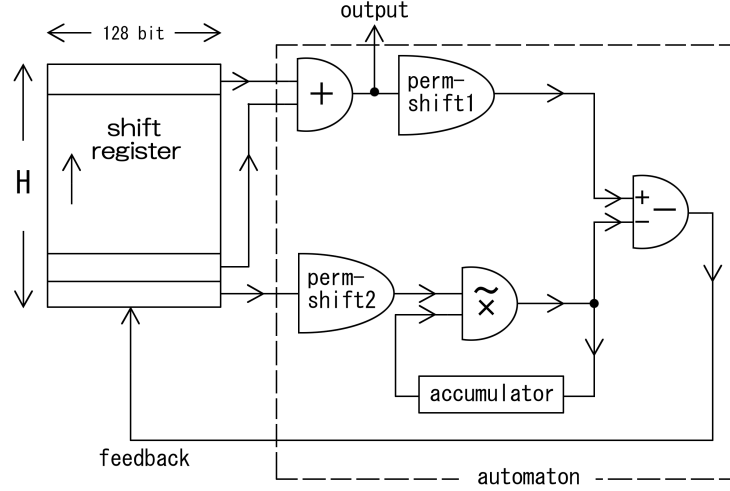 output
128 bit
+
perm-
shift1
shift
register
H
+
−
−
perm-
shift2
~
×
accumulator
feedback
automaton